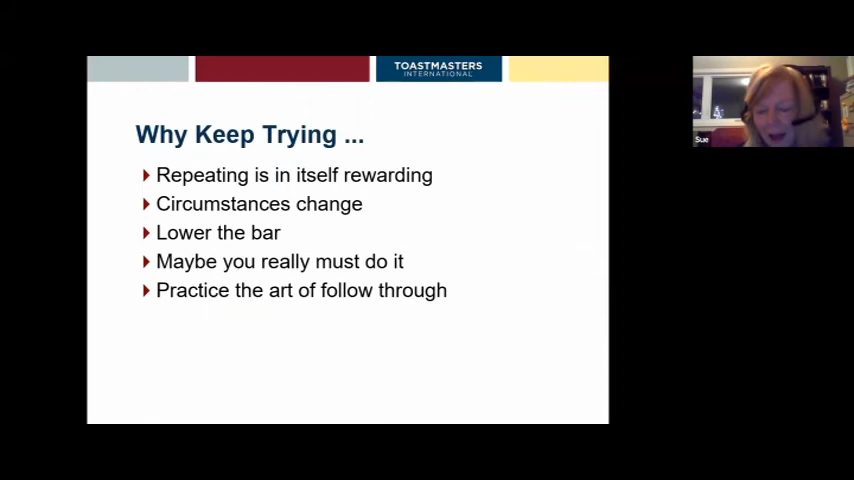 TOASTMASTERS
INTERNATIONAL
Why Keep Trying ...
Repeating is in itself rewarding
Circumstances change
Lower the bar
Maybe you really must do it
Practice the art of follow through
Sue